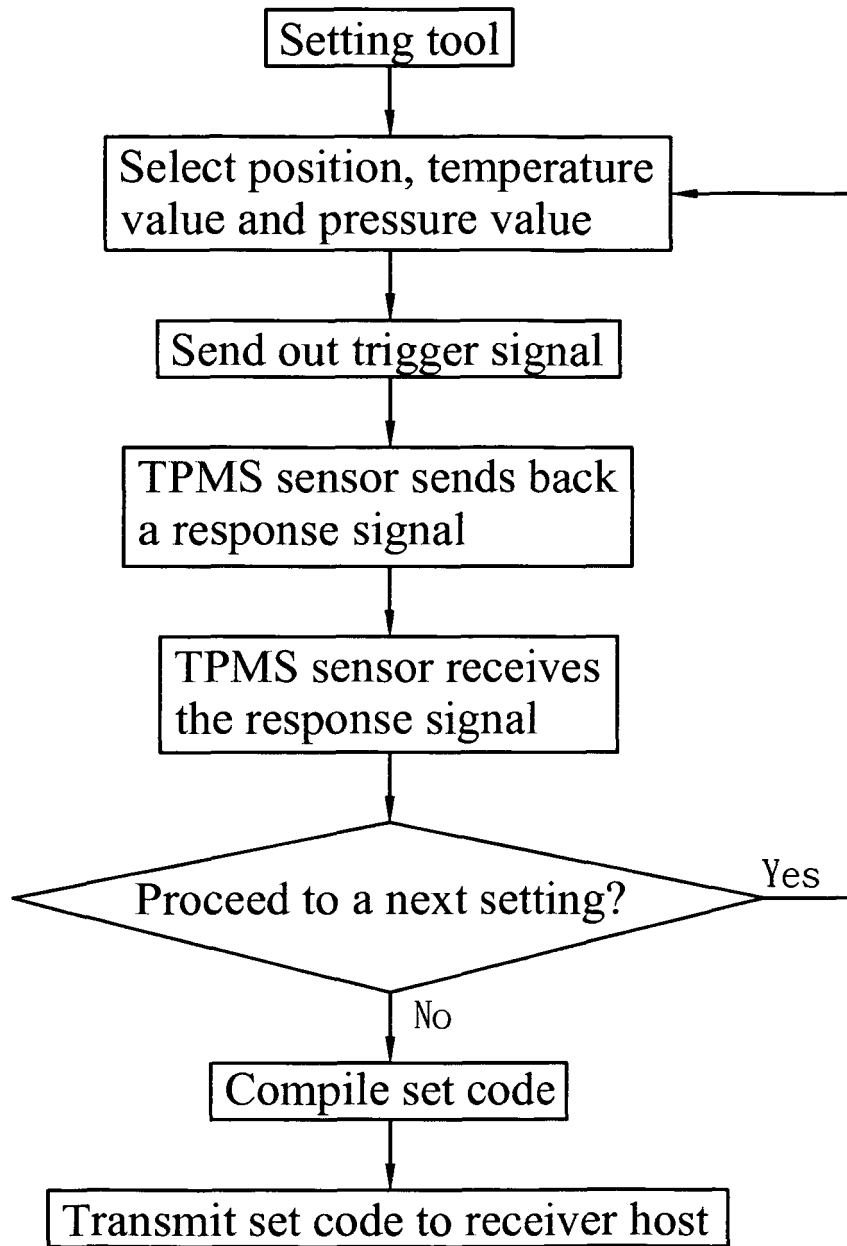 Setting tool
Select position, temperature
value and pressure value
Send out trigger signal
TPMS sensor sends back
a response signal
TPMS sensor receives
the response signal
Proceed to a next setting?
Yes
No
Compile set code
Transmit set code to receiver host